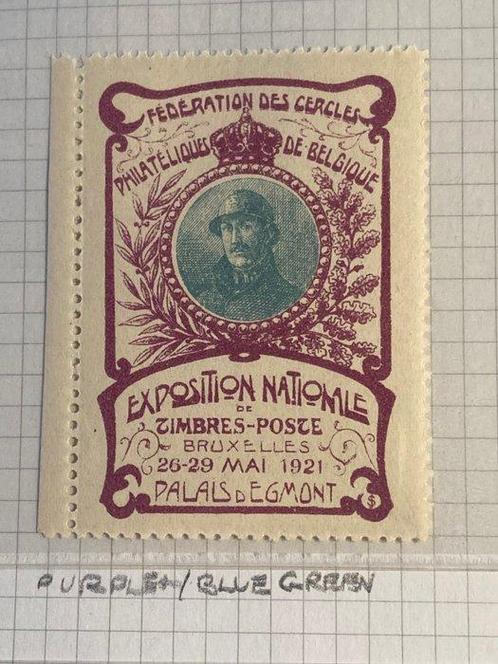 FÉDÉRATION DES CERCLES
PHILATÉLIQUES DE BELGIQUE
EXPOSITION NATIONALE
DE
TIMBRES-POSTE
BRUXELLES
26-29 MAI 1921
PALAIS D'EGMONT
$
PURPLE/BLUE GREEN